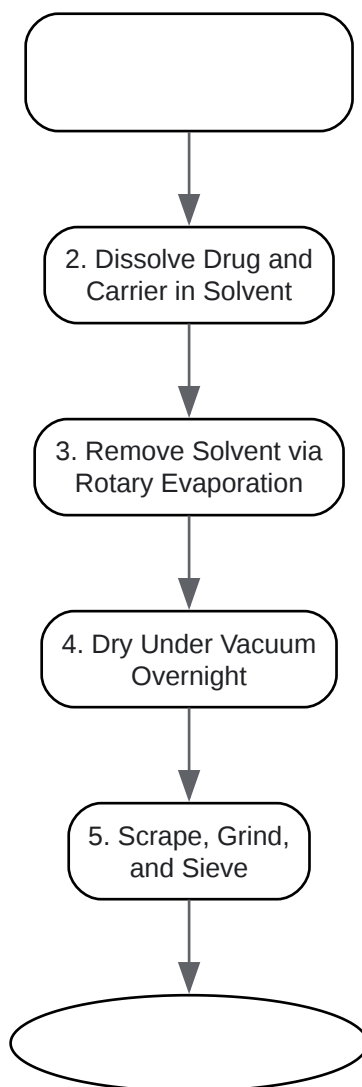 2. Dissolve Drug and
Carrier in Solvent
3. Remove Solvent via
Rotary Evaporation
4. Dry Under Vacuum
Overnight
5. Scrape, Grind,
and Sieve